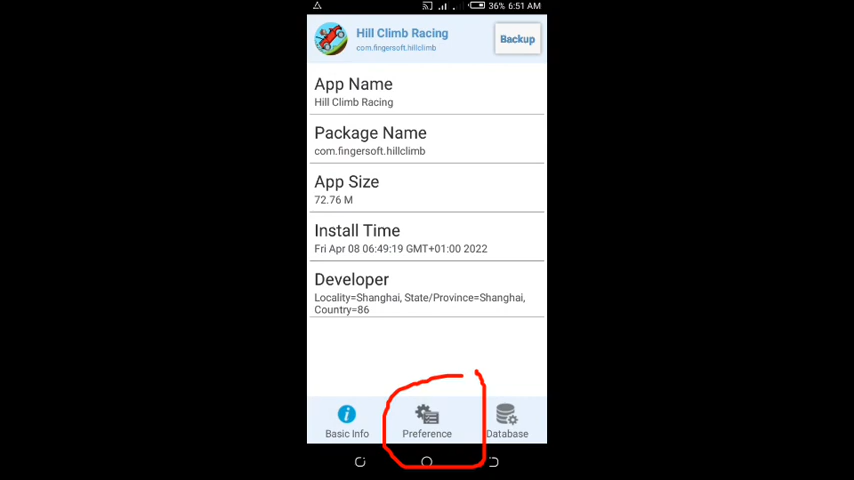 36% 6:51 AM
Hill Climb Racing
com.fingersoft.hillclimb
Backup
App Name
Hill Climb Racing
Package Name
com.fingersoft.hillclimb
App Size
72.76 M
Install Time
Fri Apr 08 06:49:19 GMT+01:00 2022
Developer
Locality=Shanghai, State/Province=Shanghai,
Country=86
Basic Info Preference Database